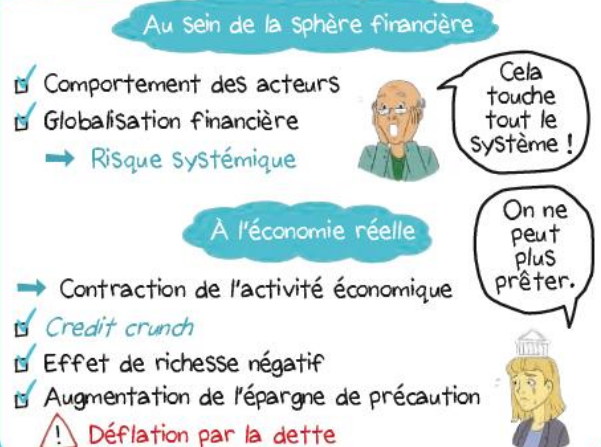 Au sein de la sphère financière
Comportement des acteurs
Globalisation financière
Risque systémique
Cela
touche
tout le
système !
À l'économie réelle
On ne
peut
plus
prêter.
Contraction de l'activité économique
Credit crunch
Effet de richesse négatif
Augmentation de l'épargne de précaution
! Déflation par la dette